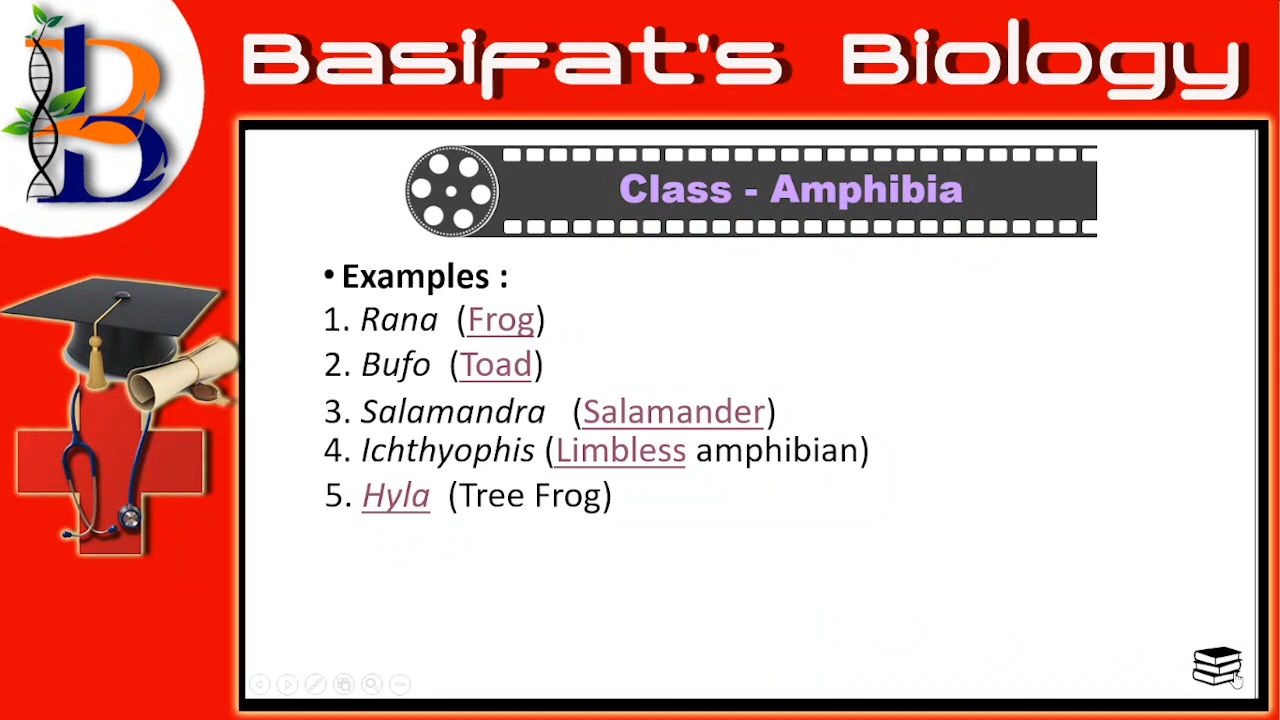 Basifat's Biology
Class - Amphibia
• Examples :
1. Rana (Frog)
2. Bufo (Toad)
3. Salamandra (Salamander)
4. Ichthyophis (Limbless amphibian)
5. Hyla (Tree Frog)